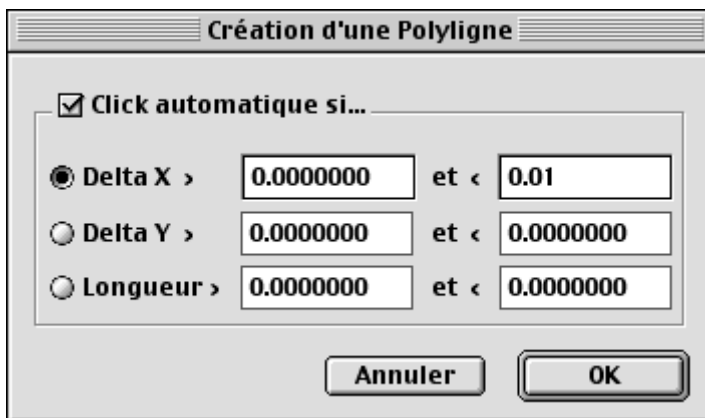 Création d'une Polyligne
Click automatique si...
Delta X > 0.0000000 et < 0.01
Delta Y > 0.0000000 et < 0.0000000
Longueur > 0.0000000 et < 0.0000000
Annuler OK